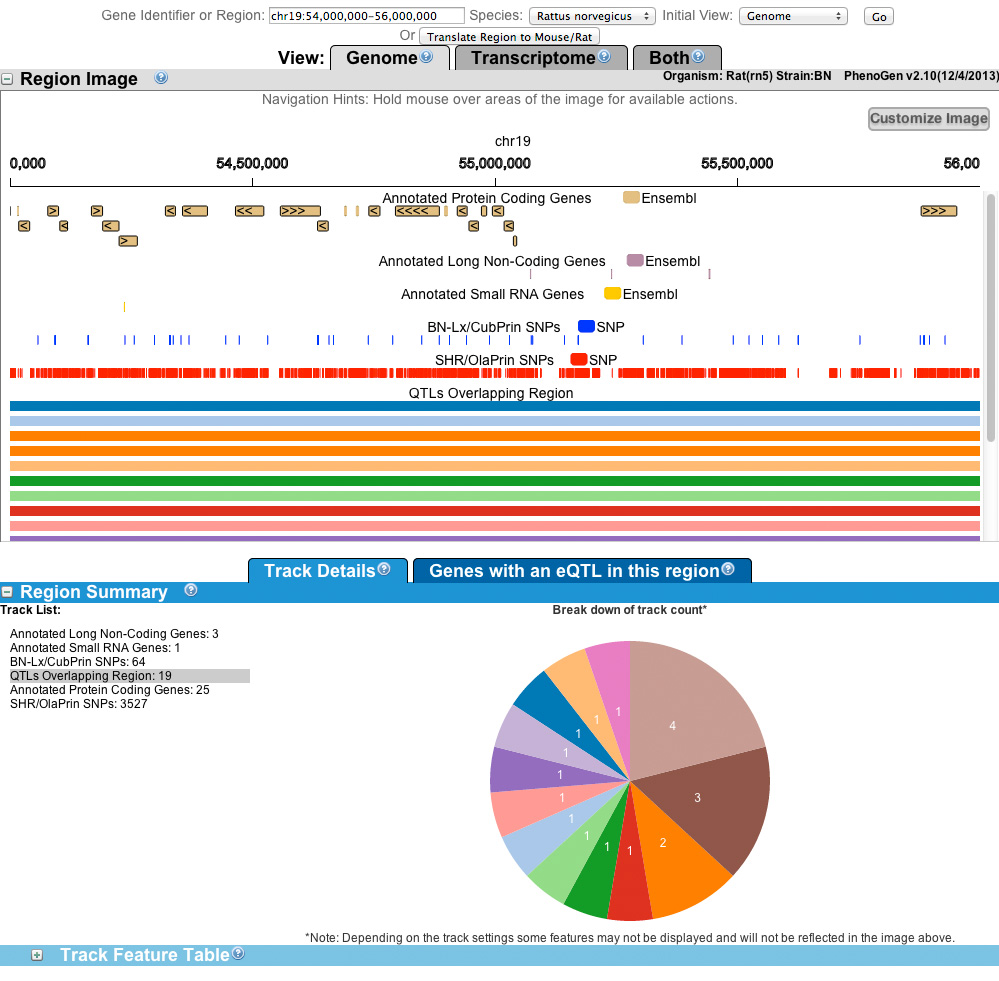 Gene Identifier or Region: chr19:54,000,000-56,000,000 Species: Rattus norvegicus Initial View: Genome Go
Or Translate Region to Mouse/Rat
View: Genome Transcriptome Both
Region Image Organism: Rat(rn5) Strain:BN PhenoGen v2.10(12/4/2013)
Navigation Hints: Hold mouse over areas of the image for available actions.
Customize Image
chr19
0,000 54,500,000 55,000,000 55,500,000 56,00
Annotated Protein Coding Genes Ensembl
> > < < << >>> < <<<< < < >>>
< < < < < <
>
Annotated Long Non-Coding Genes Ensembl
Annotated Small RNA Genes Ensembl
BN-Lx/CubPrin SNPs SNP
SHR/OlaPrin SNPs SNP
QTLs Overlapping Region
Track Details Genes with an eQTL in this region
Region Summary
Track List: Break down of track count*
Annotated Long Non-Coding Genes: 3
Annotated Small RNA Genes: 1
BN-Lx/CubPrin SNPs: 64
QTLs Overlapping Region: 19
Annotated Protein Coding Genes: 25
SHR/OlaPrin SNPs: 3527
1
1 4
1
1
1 3
1
1
1 2
1 1
*Note: Depending on the track settings some features may not be displayed and will not be reflected in the image above.
Track Feature Table